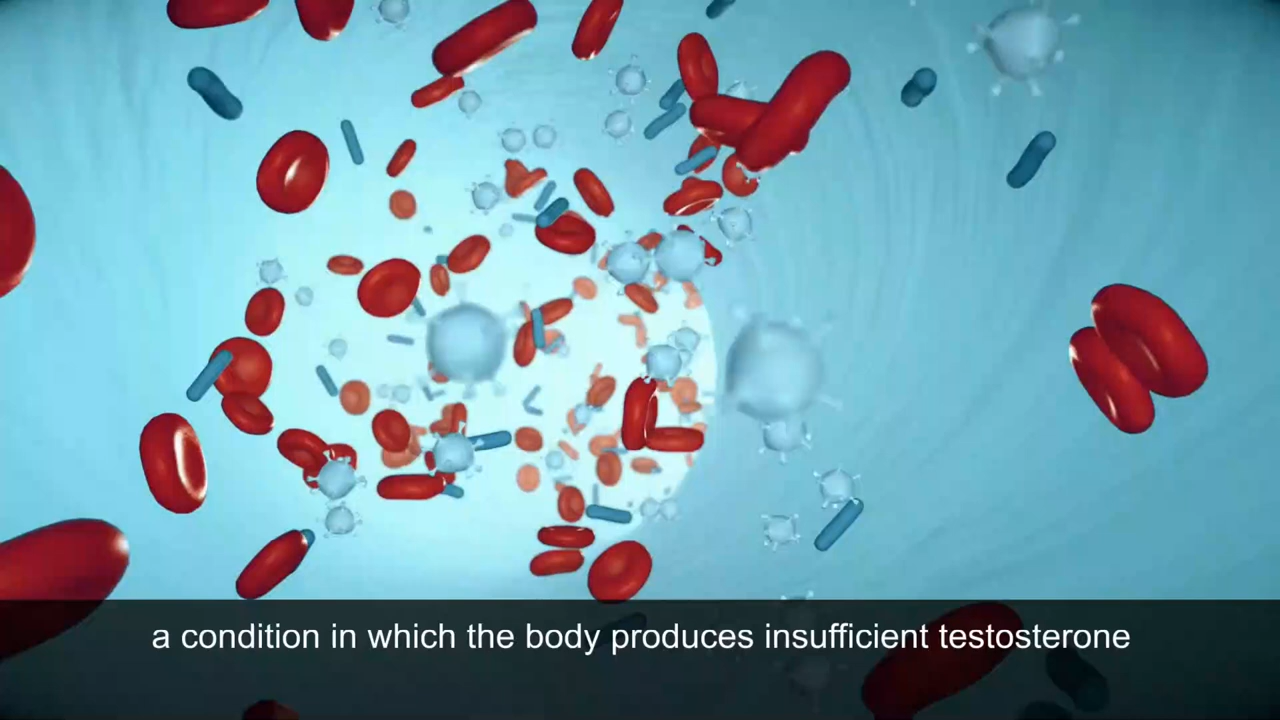 a condition in which the body produces insufficient testosterone